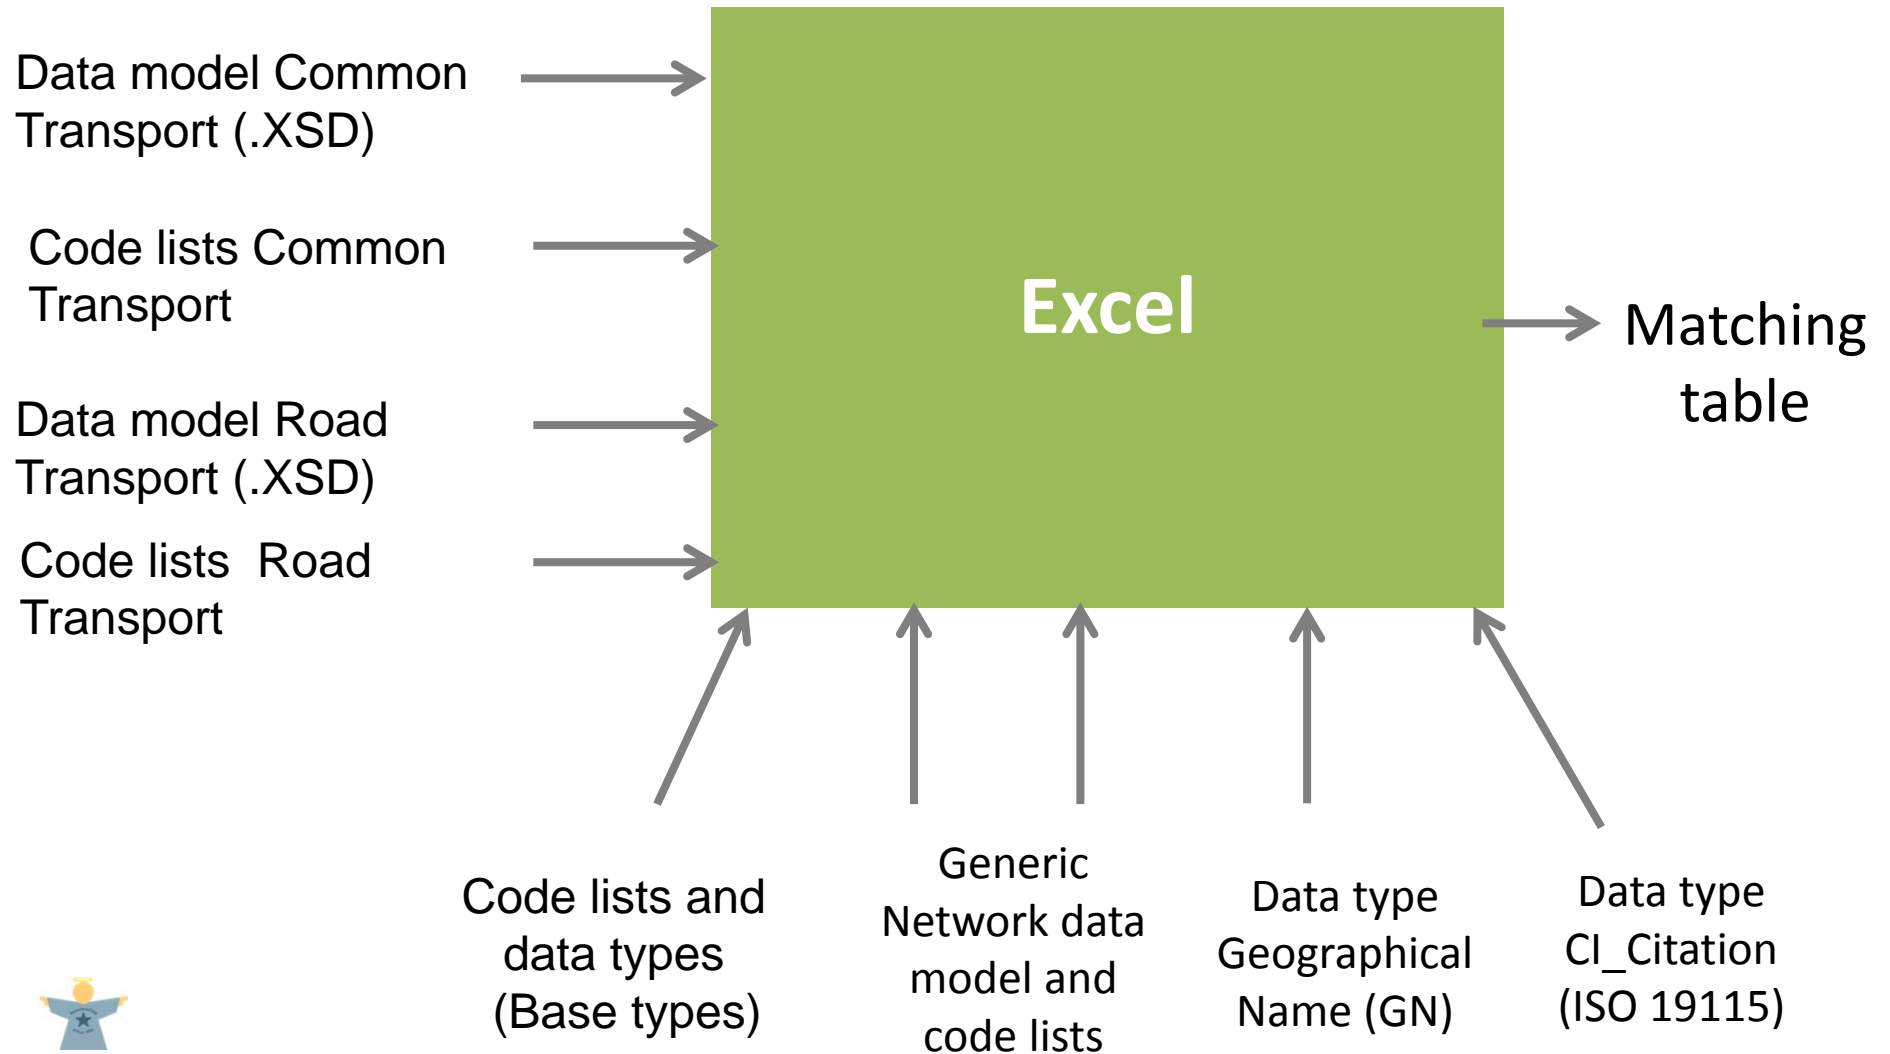 Data model Common
Transport (.XSD)
Code lists Common
Transport
Data model Road
Transport (.XSD)
Code lists  Road
Transport
Excel
Matching
table
Code lists and
data types
(Base types)
Generic
Network data
model and
code lists
Data type
Geographical
Name (GN)
Data type
CI_Citation
(ISO 19115)